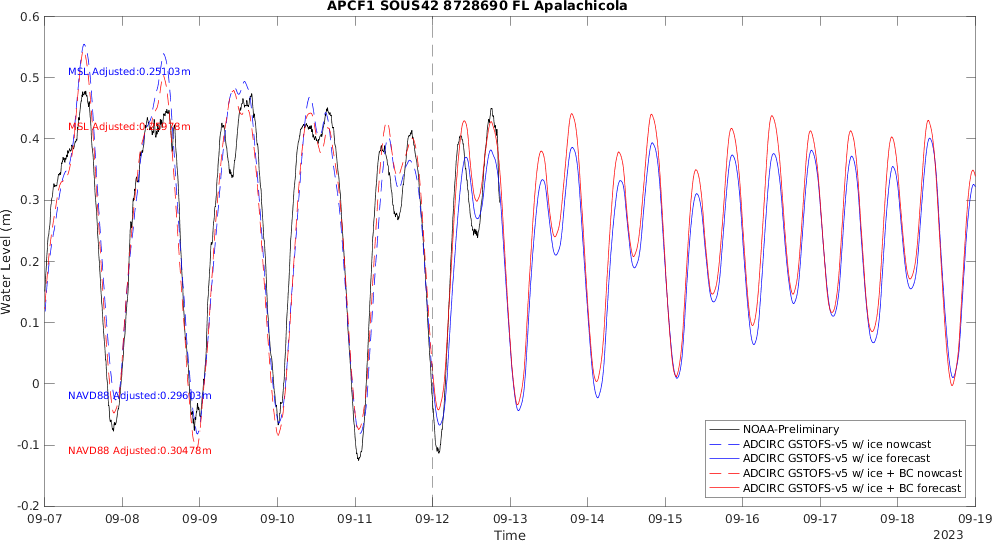 APCF1 SOUS42 8728690 FL Apalachicola
0.6
0.5
0.4
0.3
0.2
0.1
0
-0.1
-0.2
Water Level (m)
MSL Adjusted:0.25103m
MSL
NAVD88 Adjusted:0.29603m
NAVD88 Adjusted:0.30478m
NOAA-Preliminary
ADCIRC GSTOFS-v5 w/ ice nowcast
ADCIRC GSTOFS-v5 w/ ice forecast
ADCIRC GSTOFS-v5 w/ ice + BC nowcast
ADCIRC GSTOFS-v5 w/ ice + BC forecast
09-07 09-08 09-09 09-10 09-11 09-12 09-13 09-14 09-15 09-16 09-17 09-18 09-19
Time
2023